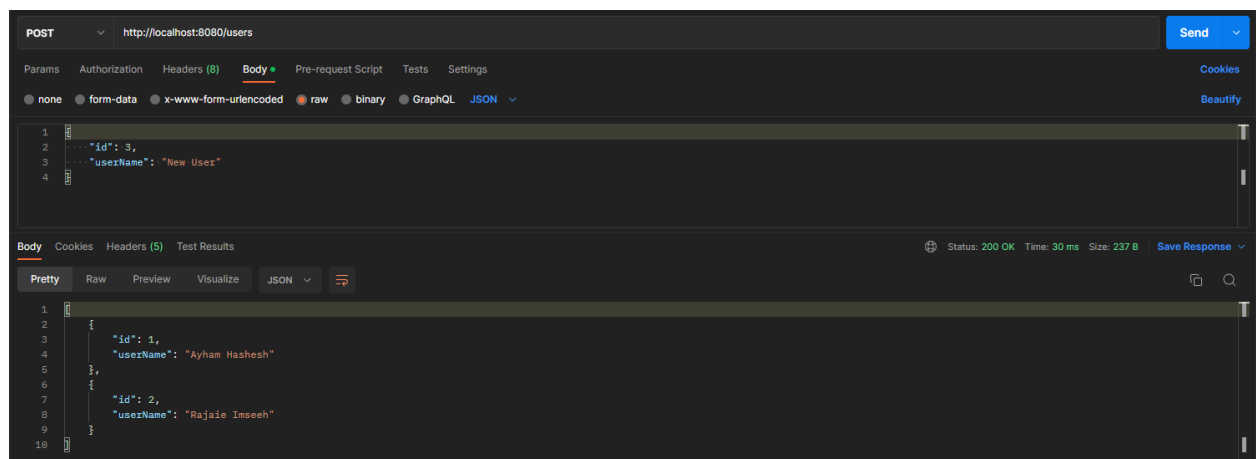 POST http://localhost:8080/users Send
Params Authorization Headers (8) Body Pre-request Script Tests Settings Cookies
none form-data x-www-form-urlencoded raw binary GraphQL JSON Beautify
1 {
2 "id": 3,
3 "userName": "New User"
4 }
Body Cookies Headers (5) Test Results Status: 200 OK Time: 30 ms Size: 237 B Save Response
Pretty Raw Preview Visualize JSON
1 [
2 {
3 "id": 1,
4 "userName": "Ayham Hashesh"
5 },
6 {
7 "id": 2,
8 "userName": "Rajaie Imseeh"
9 }
10 ]